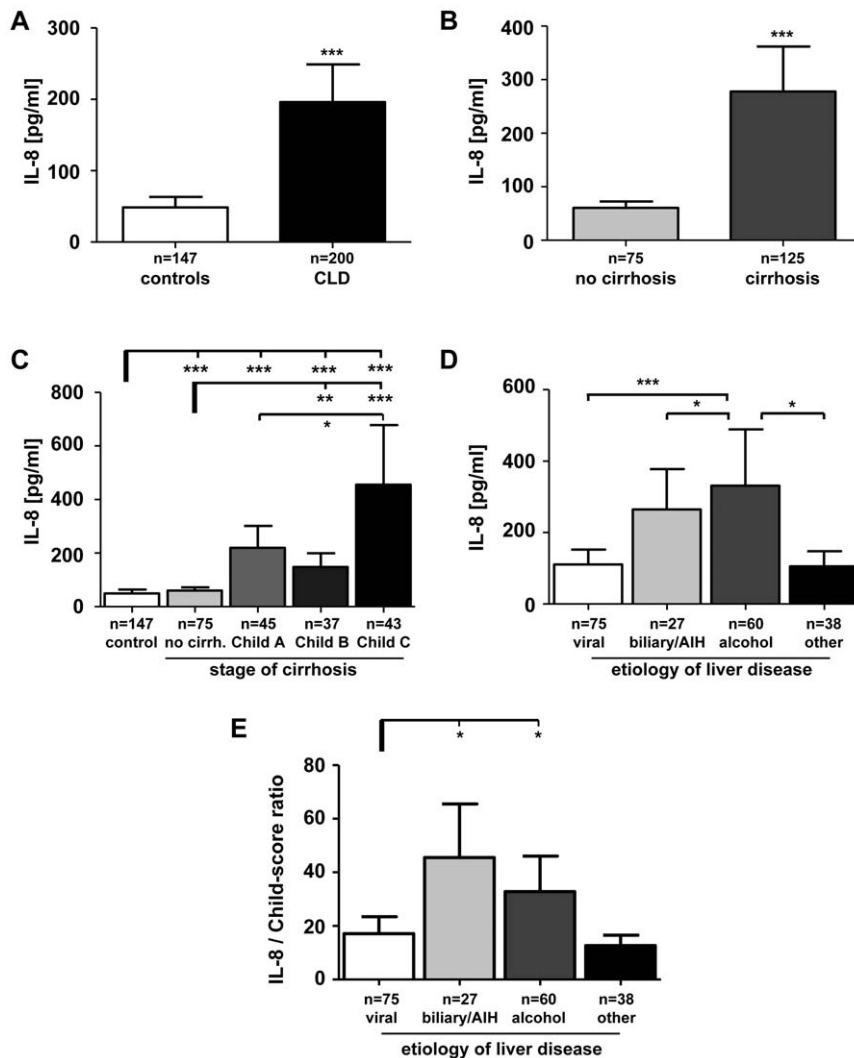 A
300
200
100
0
IL-8 [pg/ml]
***
n=147 n=200
controls CLD
B
400
300
200
100
0
IL-8 [pg/ml]
***
n=75 n=125
no cirrhosis cirrhosis
C
*** *** *** ***
** ***
*
800
600
400
200
0
IL-8 [pg/ml]
n=147 n=75 n=45 n=37 n=43
control no cirrh. Child A Child B Child C
stage of cirrhosis
D
600
400
200
0
IL-8 [pg/ml]
***
* *
n=75 n=27 n=60 n=38
viral biliary/AIH alcohol other
etiology of liver disease
E
* *
80
60
40
20
0
IL-8 / Child-score ratio
n=75 n=27 n=60 n=38
viral biliary/AIH alcohol other
etiology of liver disease